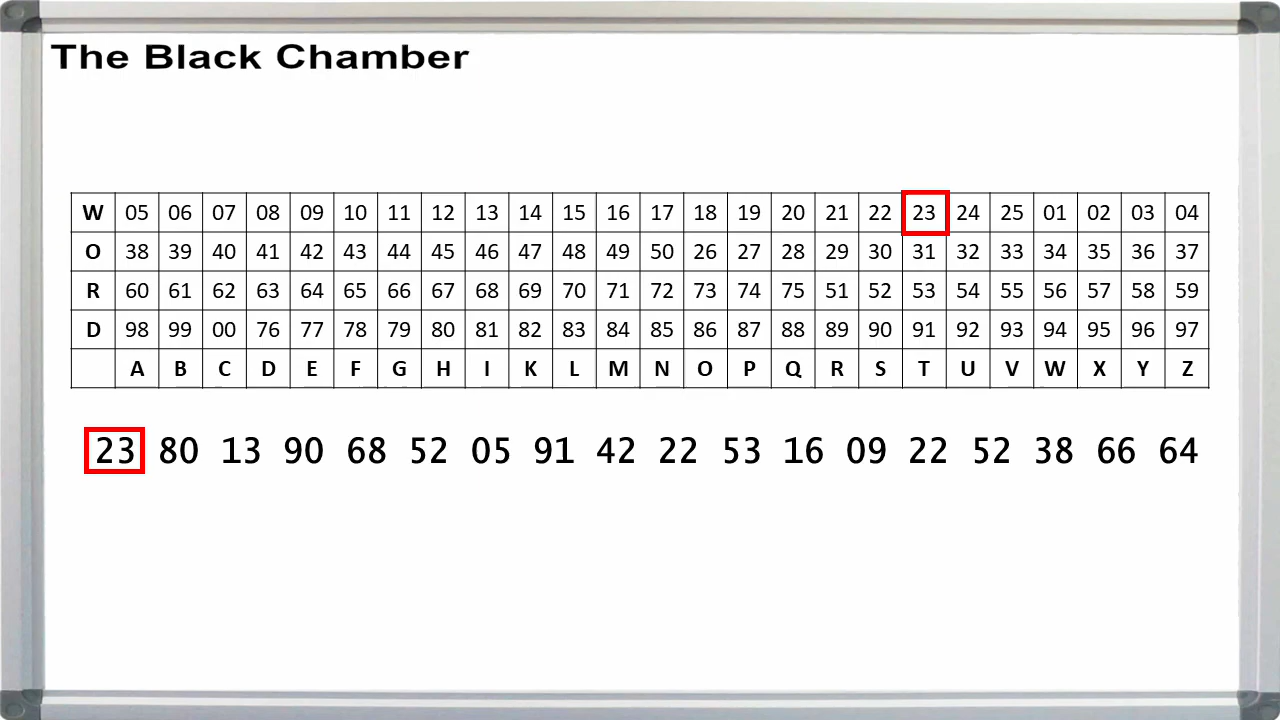 The Black Chamber
W 05 06 07 08 09 10 11 12 13 14 15 16 17 18 19 20 21 22 23 24 25 01 02 03 04
O 38 39 40 41 42 43 44 45 46 47 48 49 50 26 27 28 29 30 31 32 33 34 35 36 37
R 60 61 62 63 64 65 66 67 68 69 70 71 72 73 74 75 51 52 53 54 55 56 57 58 59
D 98 99 00 76 77 78 79 80 81 82 83 84 85 86 87 88 89 90 91 92 93 94 95 96 97
A B C D E F G H I K L M N O P Q R S T U V W X Y Z
23 80 13 90 68 52 05 91 42 22 53 16 09 22 52 38 66 64